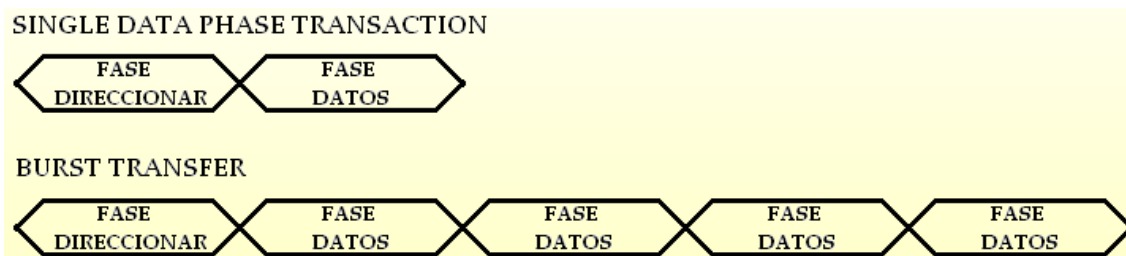 SINGLE DATA PHASE TRANSACTION
FASE FASE
DIRECCIONAR DATOS
BURST TRANSFER
FASE FASE FASE FASE FASE
DIRECCIONAR DATOS DATOS DATOS DATOS